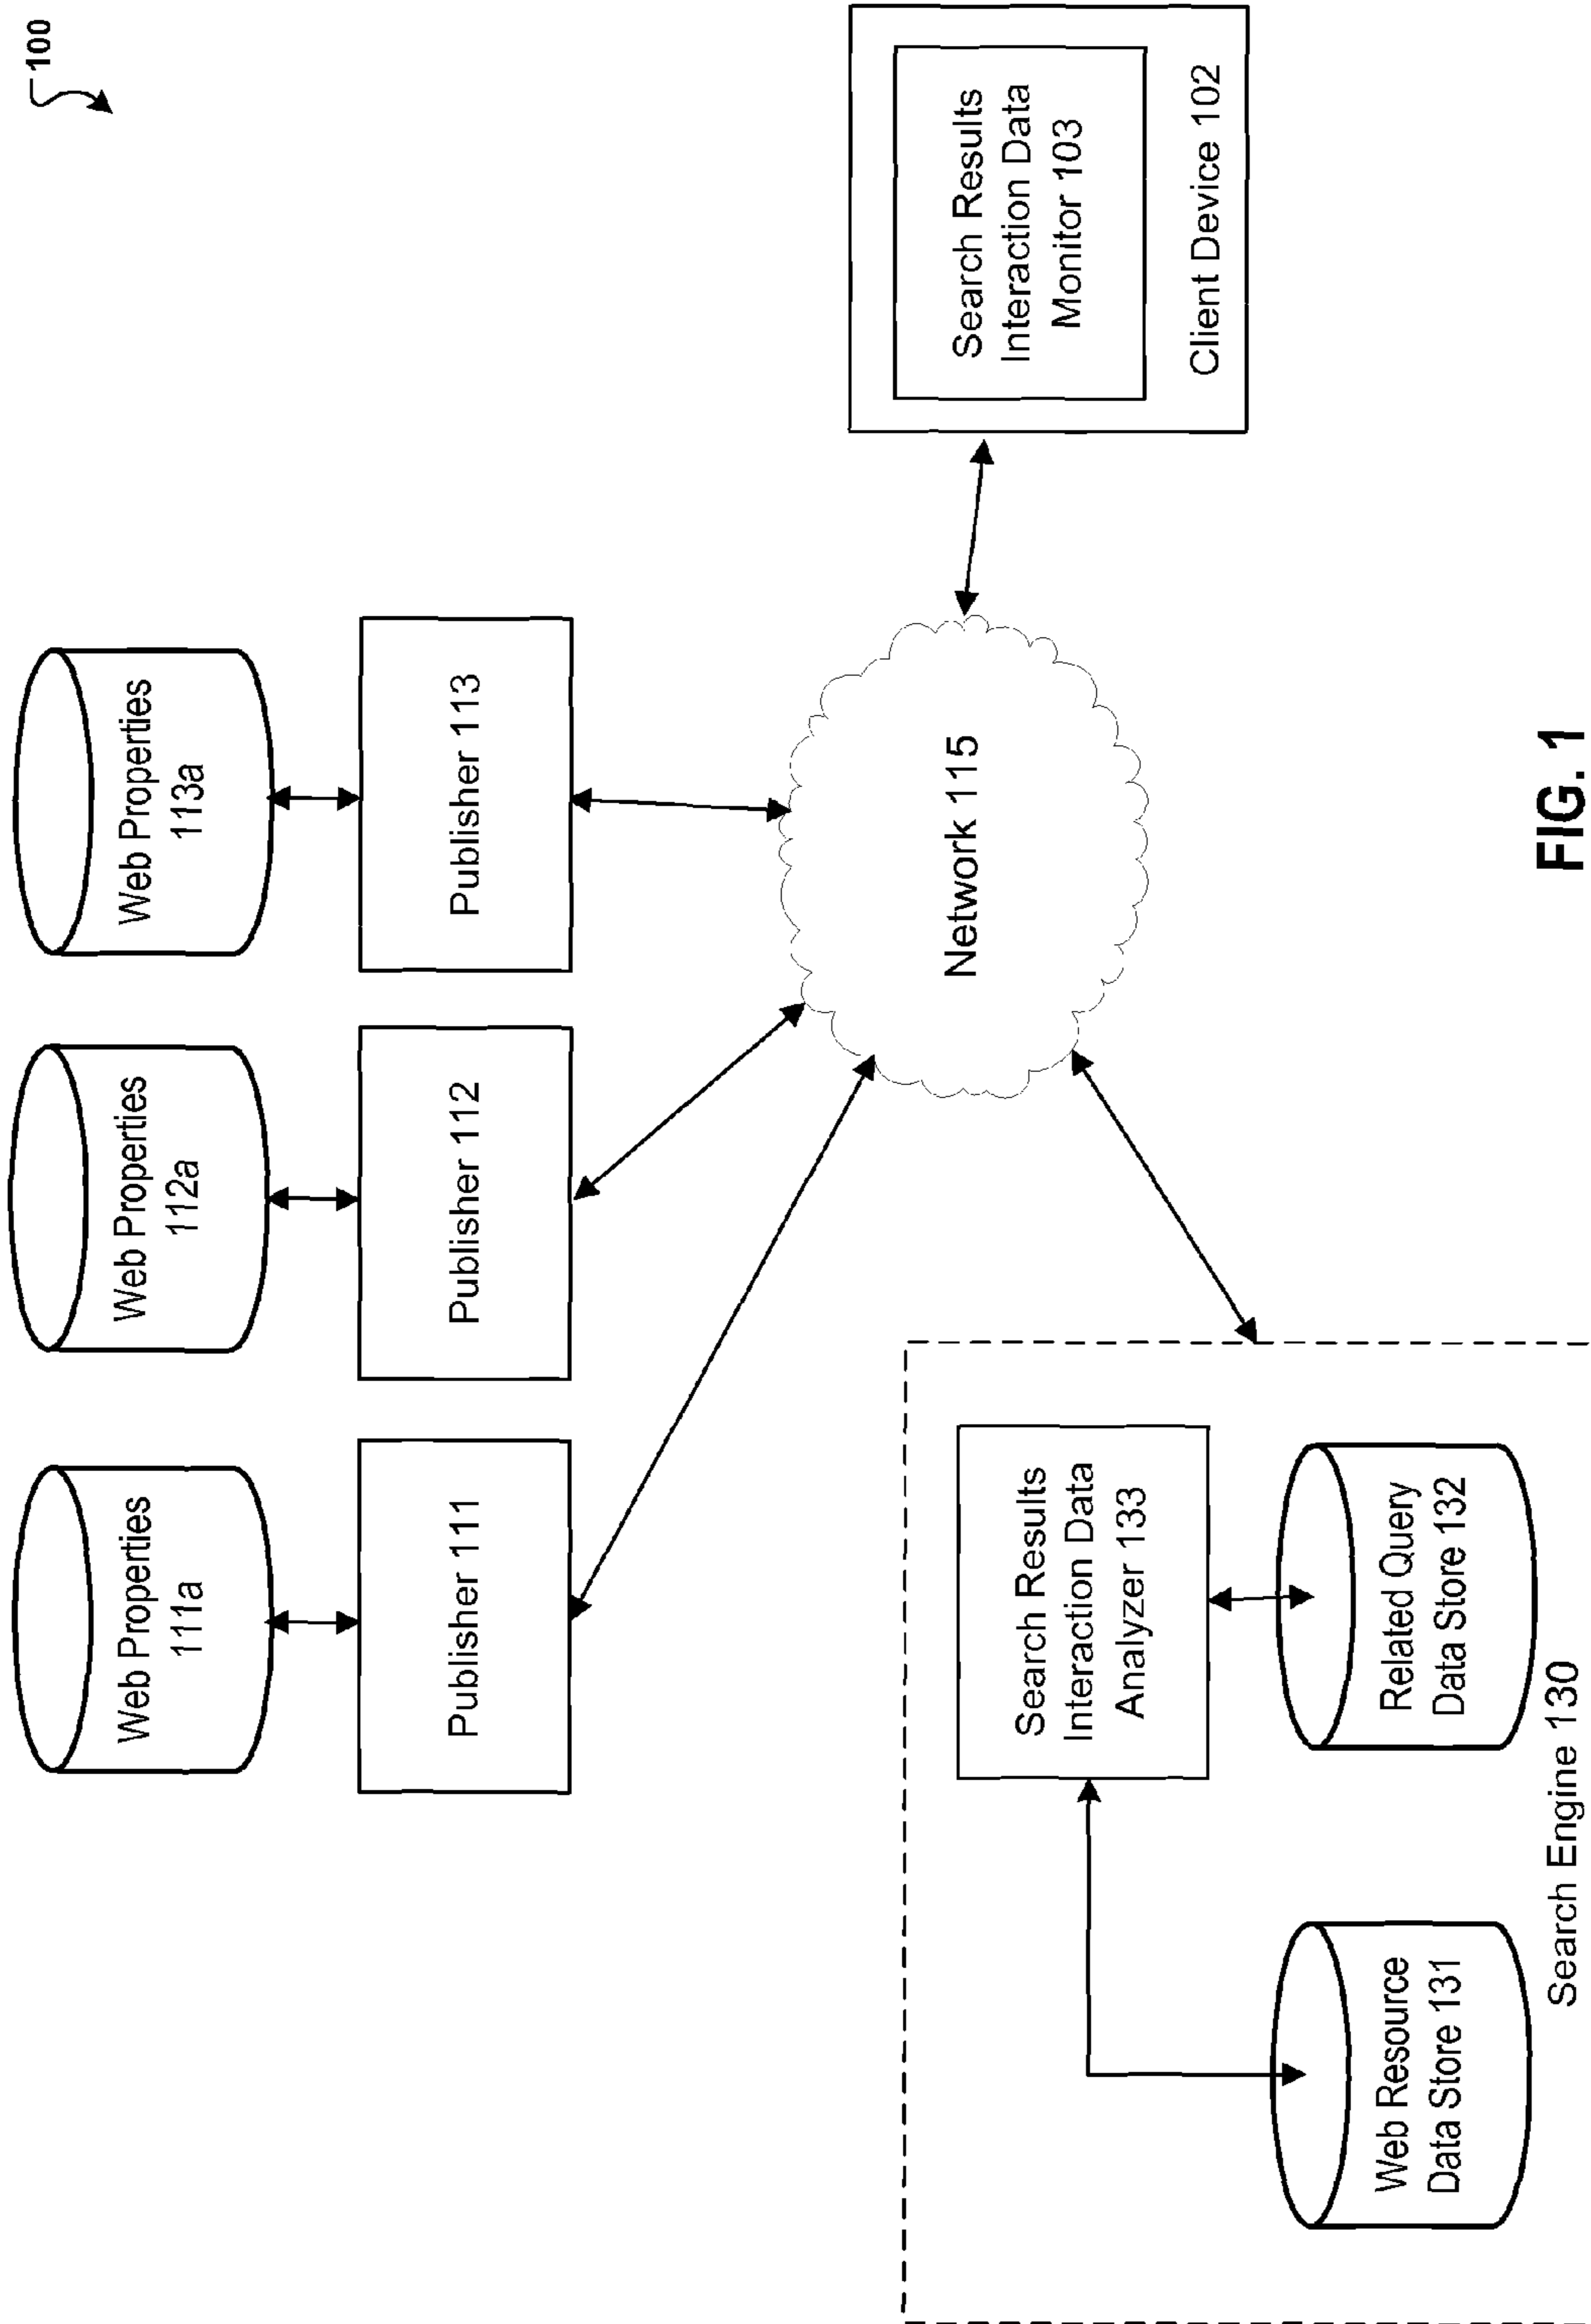 100
Web Properties
111a
Web Properties
112a
Web Properties
113a
Publisher 111
Publisher 112
Publisher 113
Network 115
Search Results
Interaction Data
Monitor 103
Client Device 102
Search Results
Interaction Data
Analyzer 133
Web Resource
Data Store 131
Related Query
Data Store 132
Search Engine 130
FIG. 1